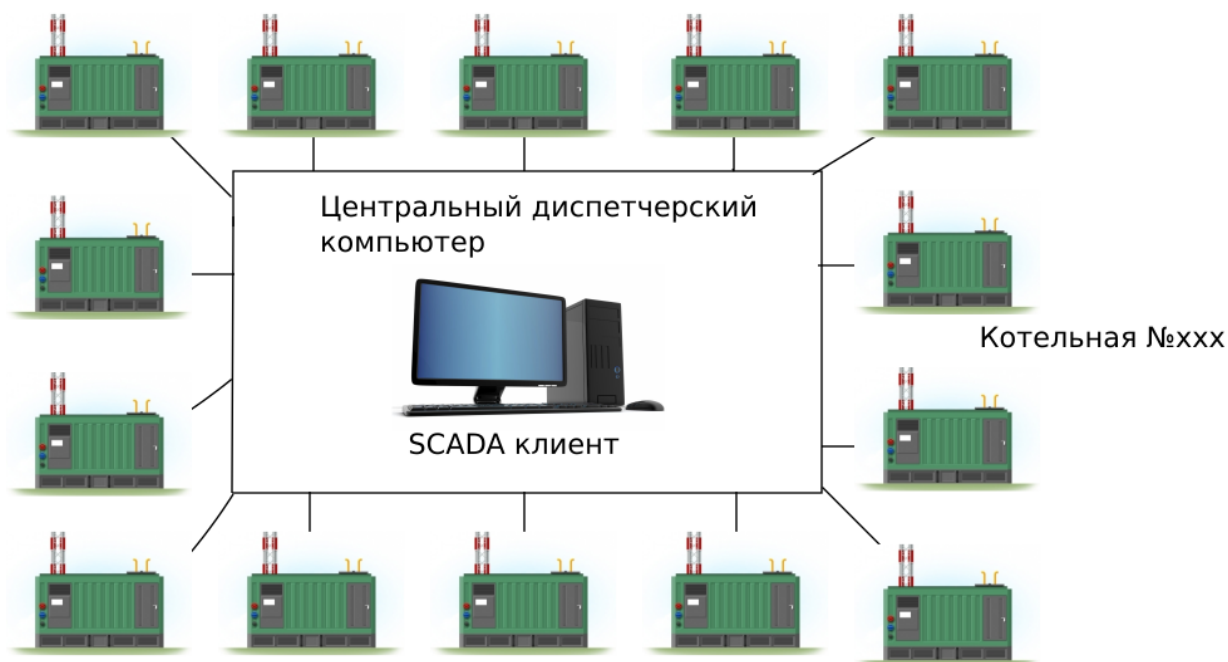 Центральный диспетчерский
компьютер
Котельная №xxx
SCADA клиент